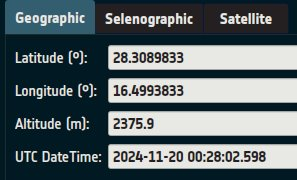 Geographic Selenographic Satellite
Latitude (º): 28.3089833
Longitude (º): 16.4993833
Altitude (m): 2375.9
UTC DateTime: 2024-11-20 00:28:02.598